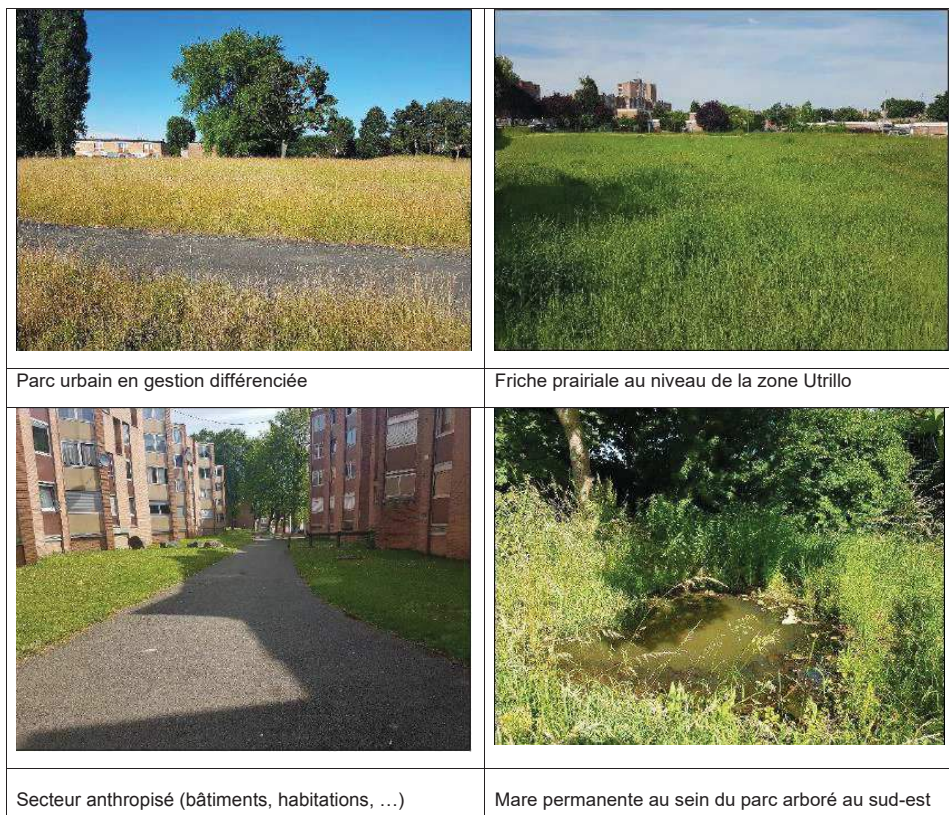 Parc urbain en gestion différenciée
Friche prairiale au niveau de la zone Utrillo
Secteur anthropisé (bâtiments, habitations, …)
Mare permanente au sein du parc arboré au sud-est